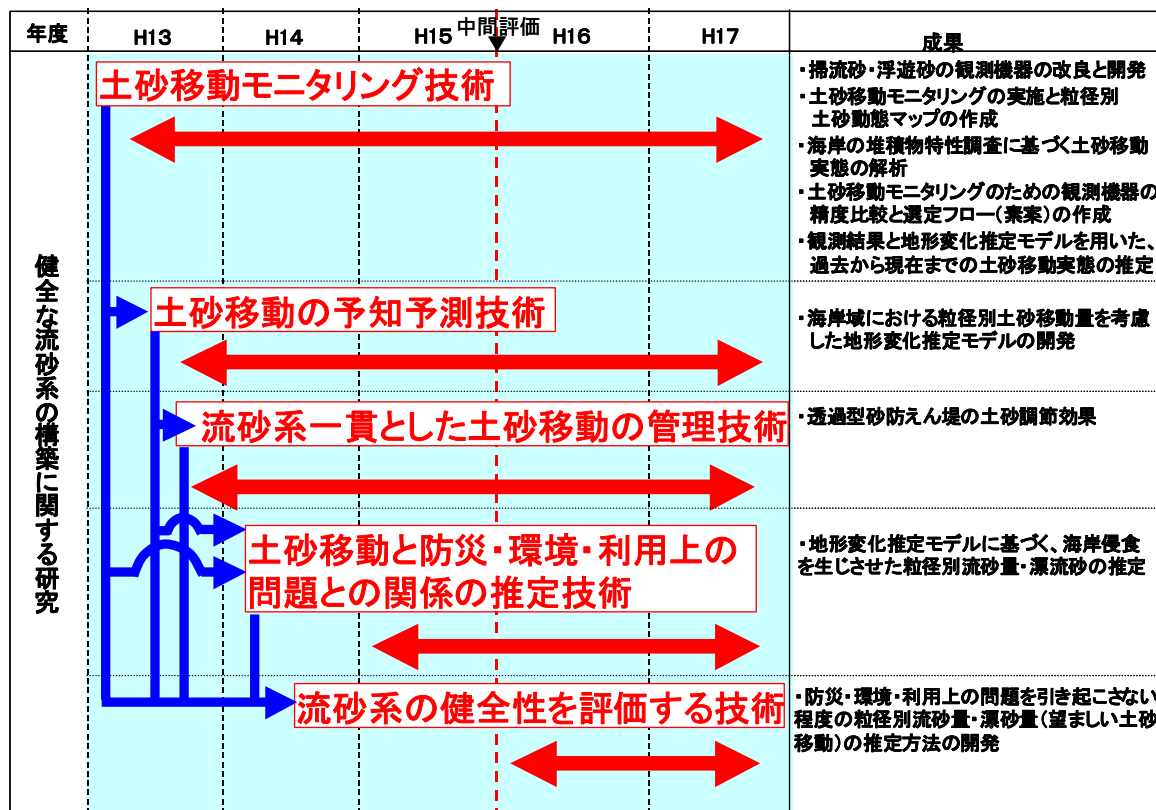 年度
H13
H14
H15
中間評価
H16
H17
成果
健全な流砂系の構築に関する研究
土砂移動モニタリング技術
・掃流砂・浮遊砂の観測機器の改良と開発
・土砂移動モニタリングの実施と粒径別
土砂動態マップの作成
・海岸の堆積物特性調査に基づく土砂移動
実態の解析
・土砂移動モニタリングのための観測機器の
精度比較と選定フロー(素案)の作成
・観測結果と地形変化推定モデルを用いた、
過去から現在までの土砂移動実態の推定
土砂移動の予知予測技術
・海岸域における粒径別土砂移動量を考慮
した地形変化推定モデルの開発
流砂系一貫とした土砂移動の管理技術
・透過型砂防えん堤の土砂調節効果
土砂移動と防災・環境・利用上の
問題との関係の推定技術
・地形変化推定モデルに基づく、海岸侵食
を生じさせた粒径別流砂量・漂流砂の推定
流砂系の健全性を評価する技術
・防災・環境・利用上の問題を引き起こさない
程度の粒径別流砂量・漂砂量(望ましい土砂
移動)の推定方法の開発